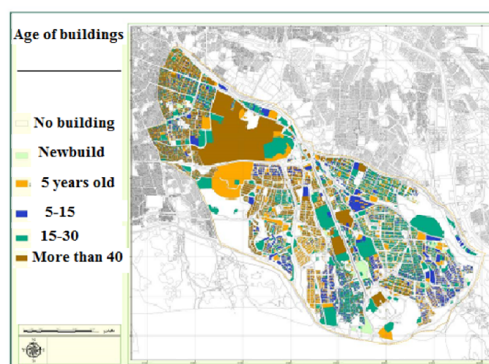 Age of buildings
No building
Newbuild
5 years old
5-15
15-30
More than 40